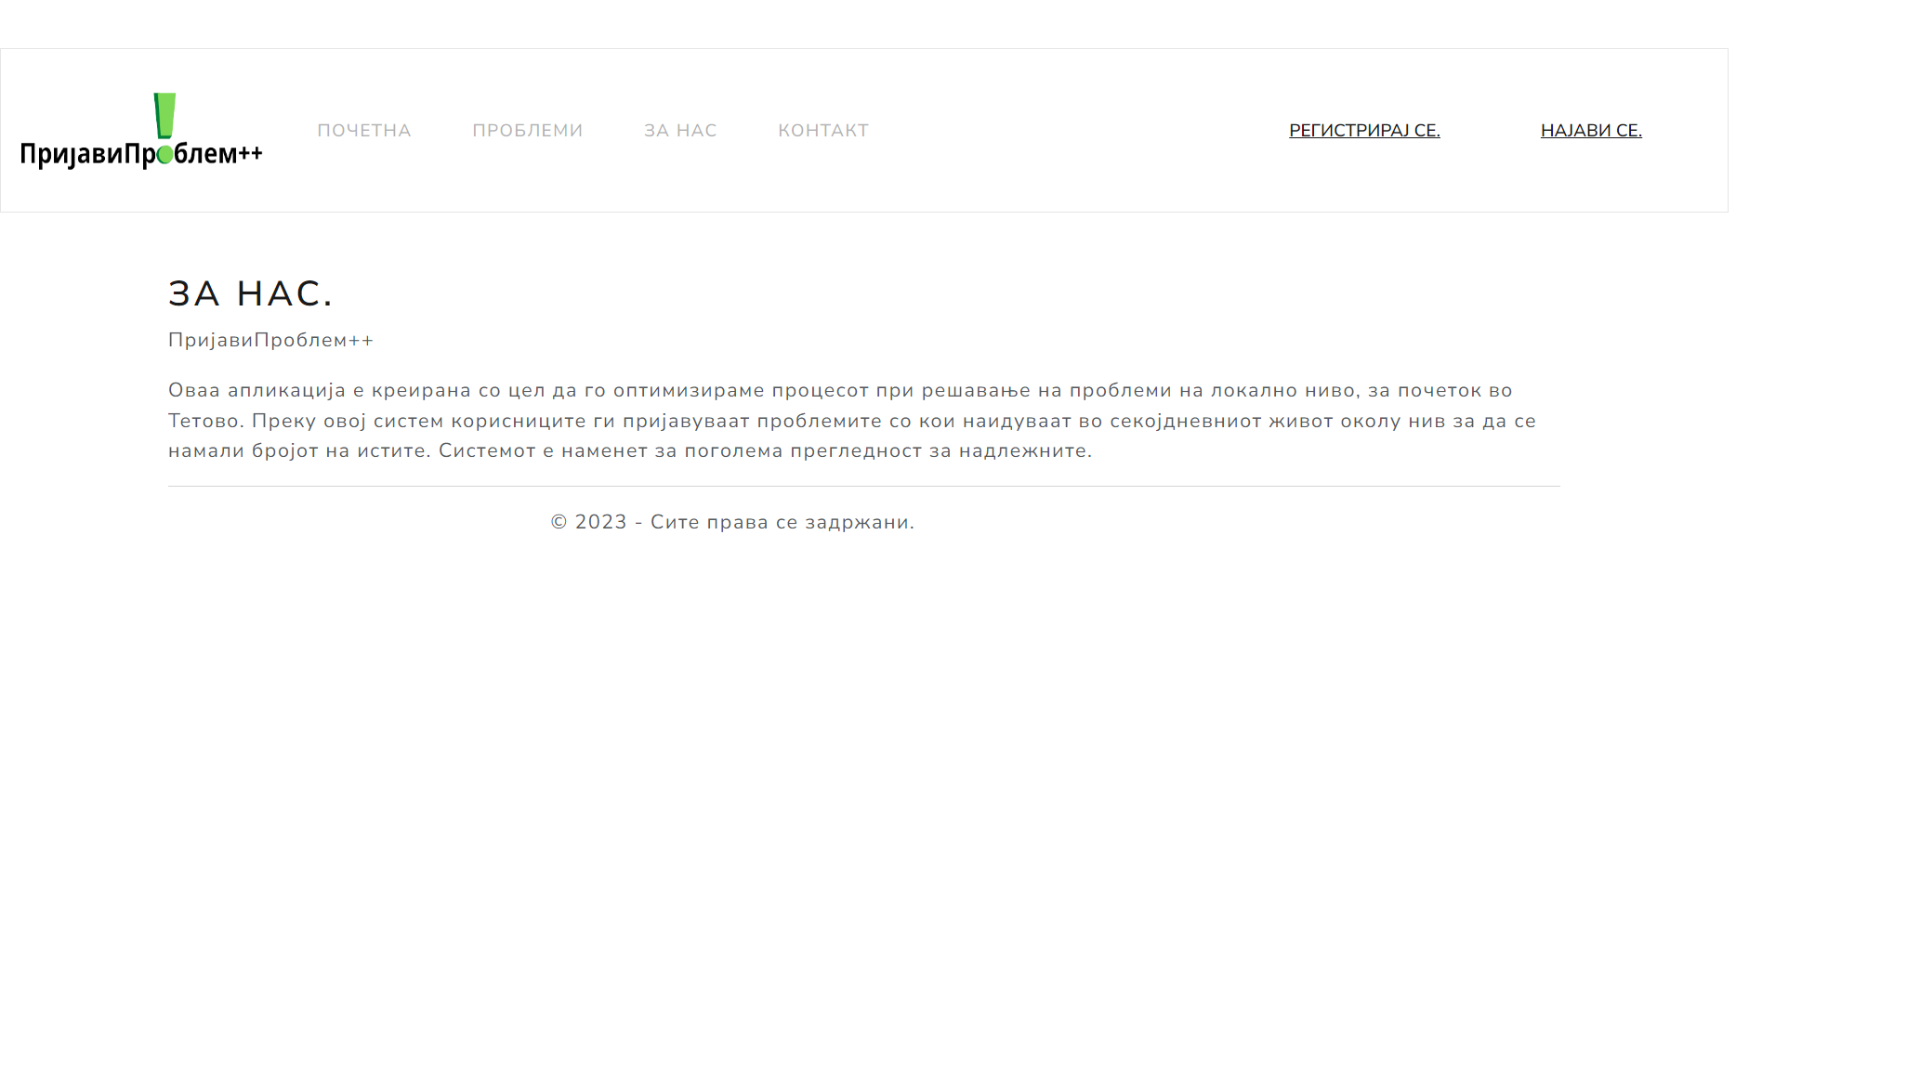 ПријавиПроблем++
ПОЧЕТНА ПРОБЛЕМИ ЗА НАС КОНТАКТ РЕГИСТРИРАЈ СЕ. НАЈАВИ СЕ.
ЗА НАС.
ПријавиПроблем++
Оваа апликација е креирана со цел да го оптимизираме процесот при решавање на проблеми на локално ниво, за почеток во
Тетово. Преку овој систем корисниците ги пријавуваат проблемите со кои наидуваат во секојдневниот живот околу нив за да се
намали бројот на истите. Системот е наменет за поголема прегледност за надлежните.
© 2023 - Сите права се задржани.